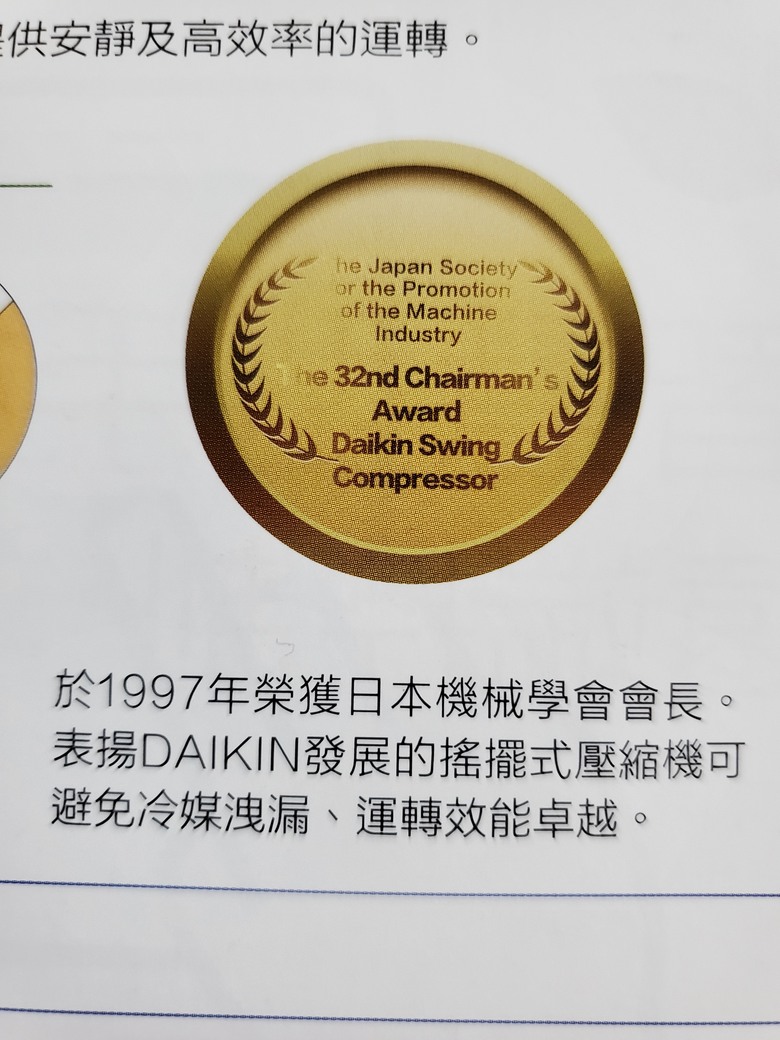 供安靜及高效率的運轉。
he Japan Society
or the Promotion
of the Machine
Industry
he 32nd Chairman's
Award
Daikin Swing
Compressor
於1997年榮獲日本機械學會會長。
表揚DAIKIN發展的搖擺式壓縮機可
避免冷媒洩漏、運轉效能卓越。